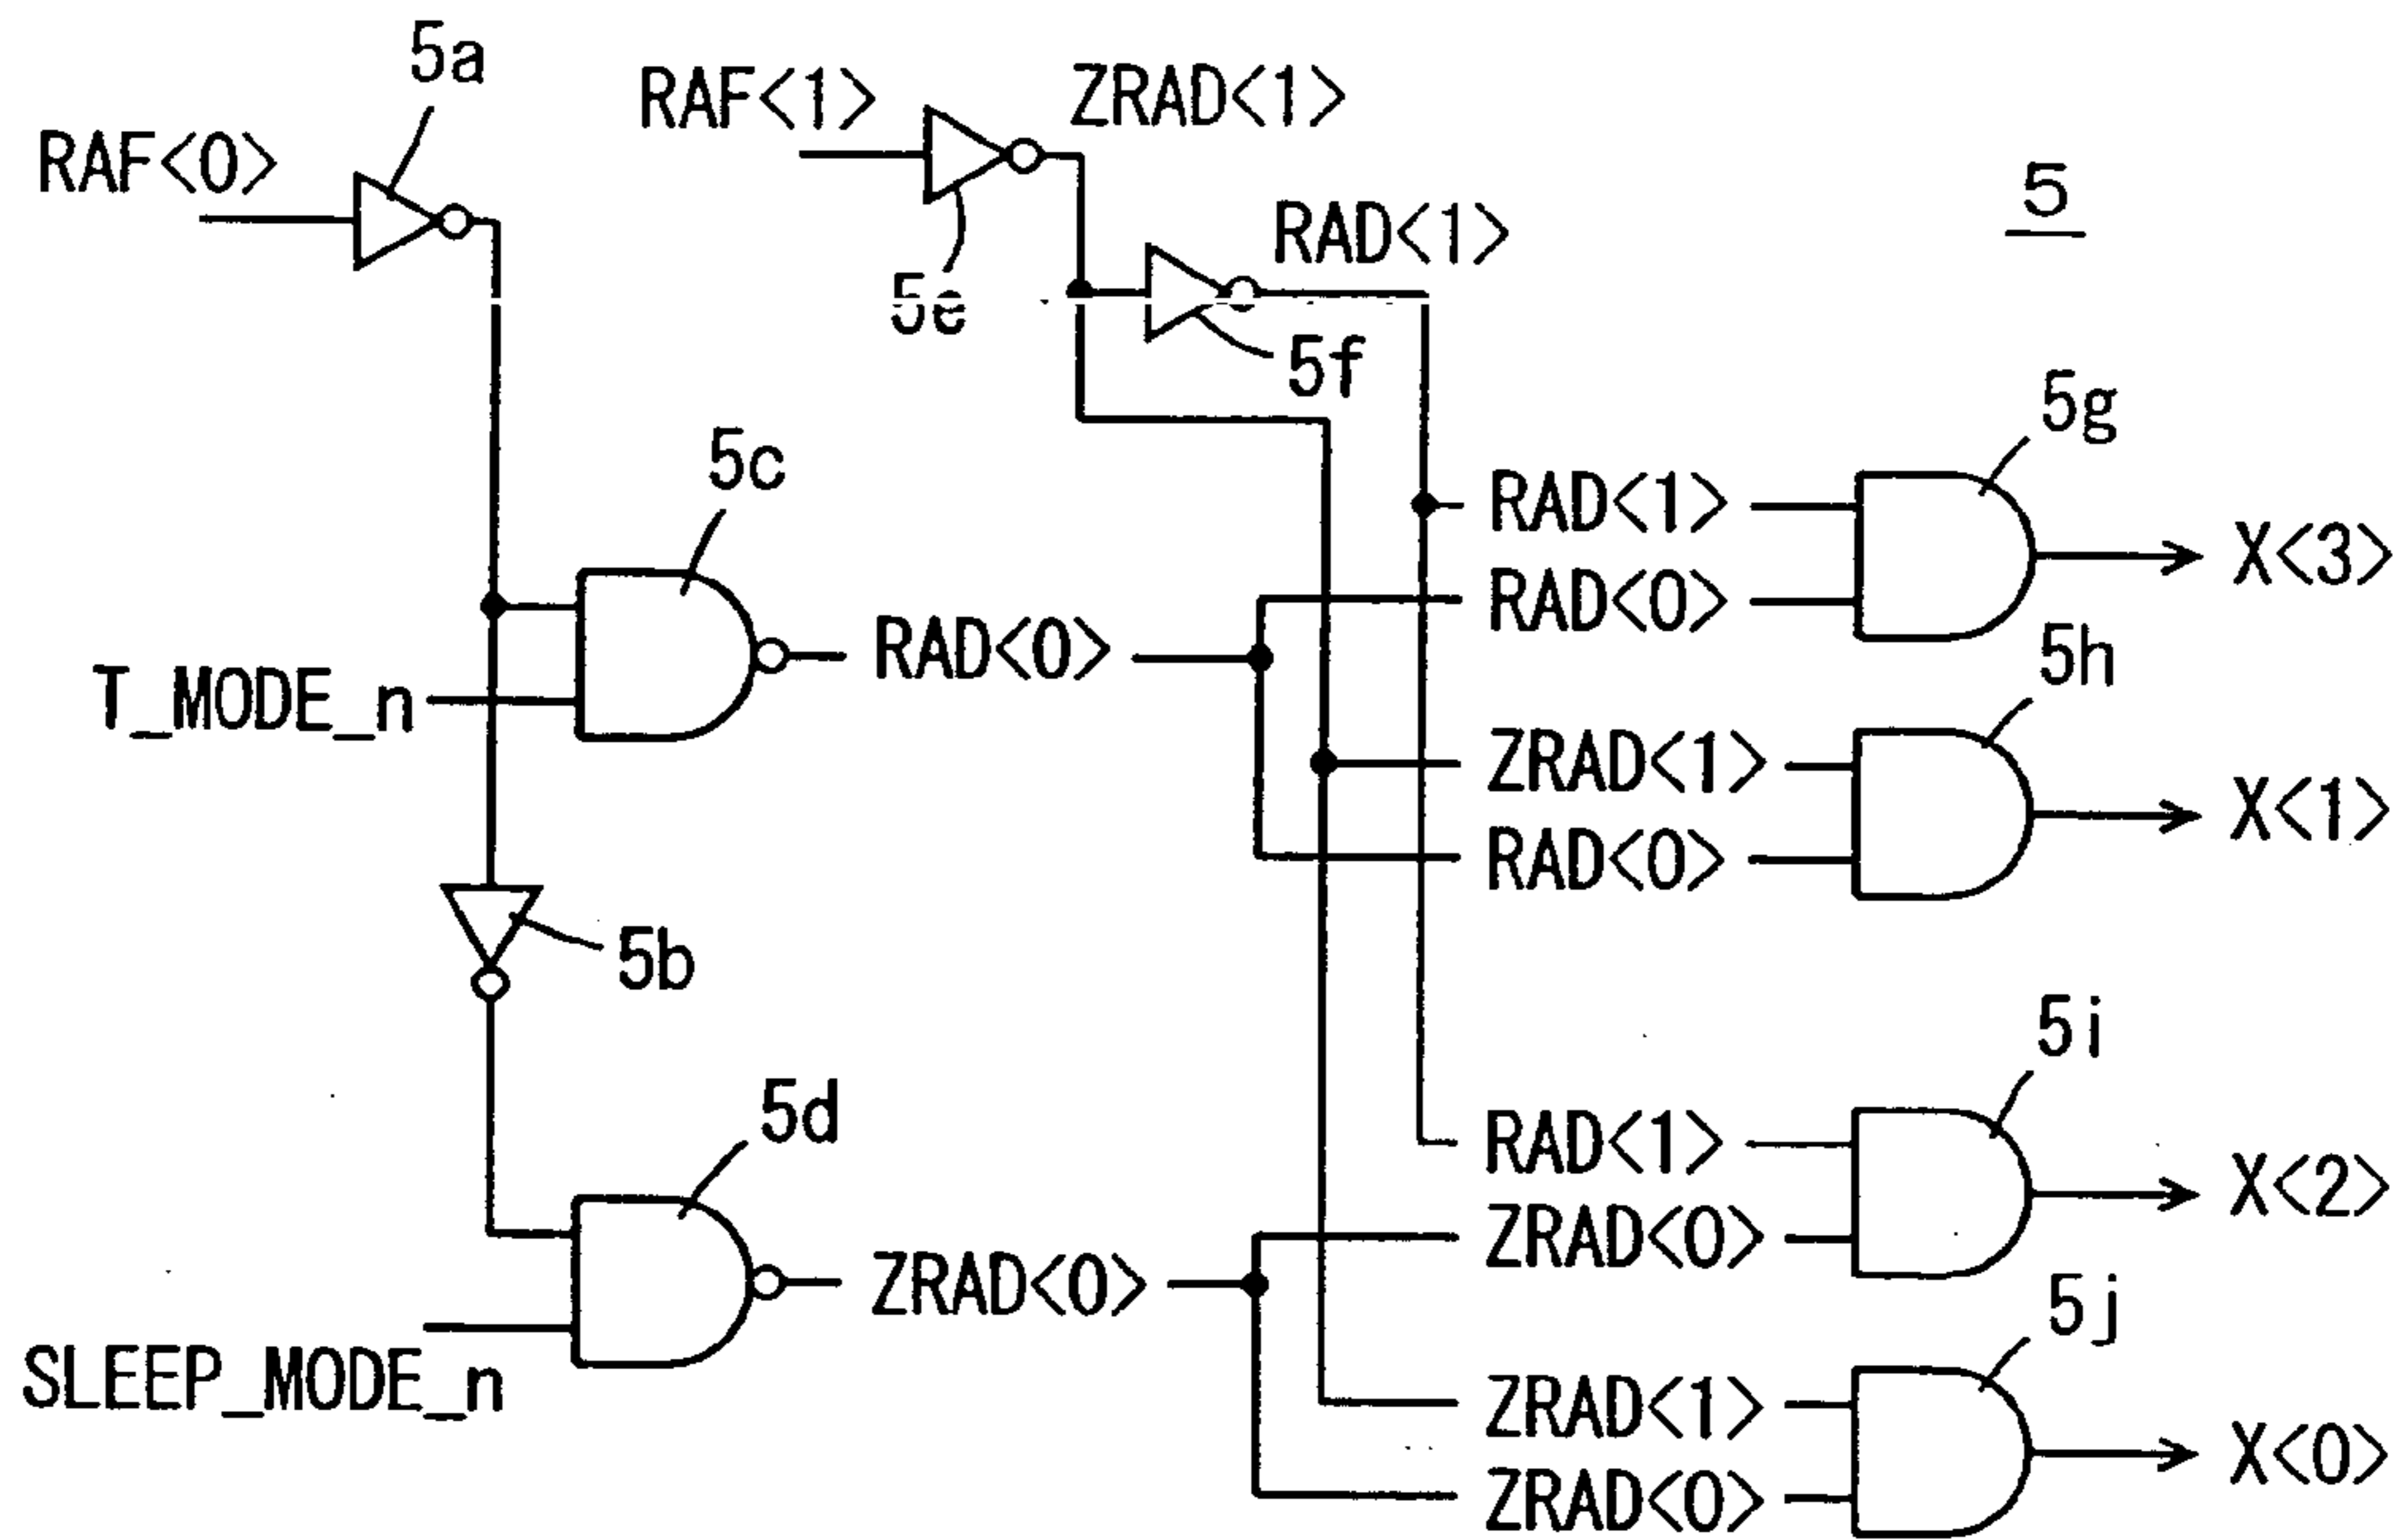 5a
RAF<1>
ZRAD<1>
RAF<0>
5
RAD<1>
5e
5f
5g
5c
RAD<1>
X<3>
RAD<0>
RAD<0>
5h
T_MODE_n
ZRAD<1>
X<1>
RAD<0>
5b
5i
5d
RAD<1>
X<2>
ZRAD<0>
ZRAD<0>
5j
SLEEP_MODE_n
ZRAD<1>
X<0>
ZRAD<0>